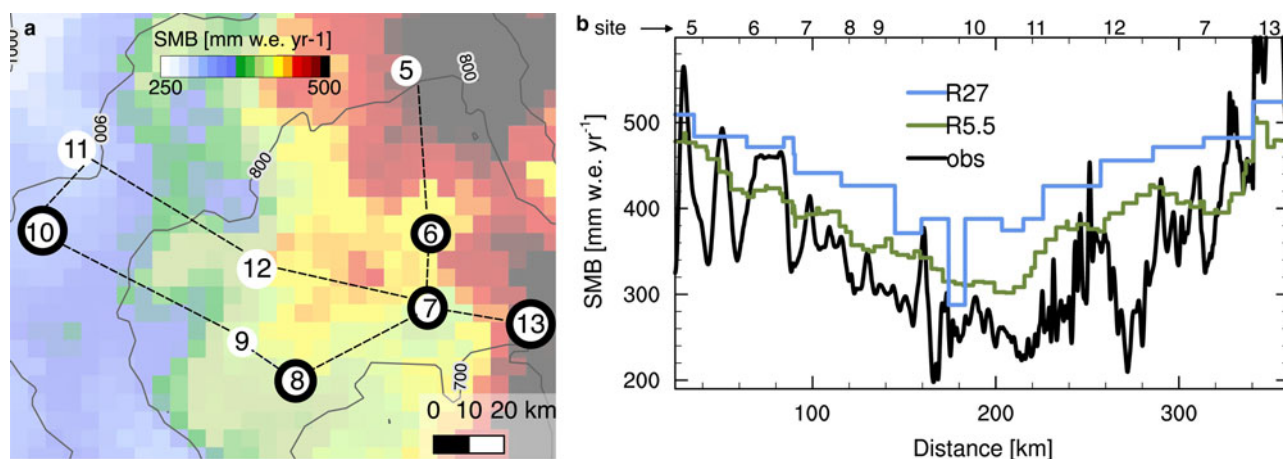 a
SMB [mm w.e. yr-1]
250 500
1000
900
800
800
700
5
11
10
6
12
7
13
9
8
0 10 20 km
b site → 5 6 7 8 9 10 11 12 7 13
SMB [mm w.e. yr⁻¹]
500
400
300
200
R27
R5.5
obs
100 200 300
Distance [km]